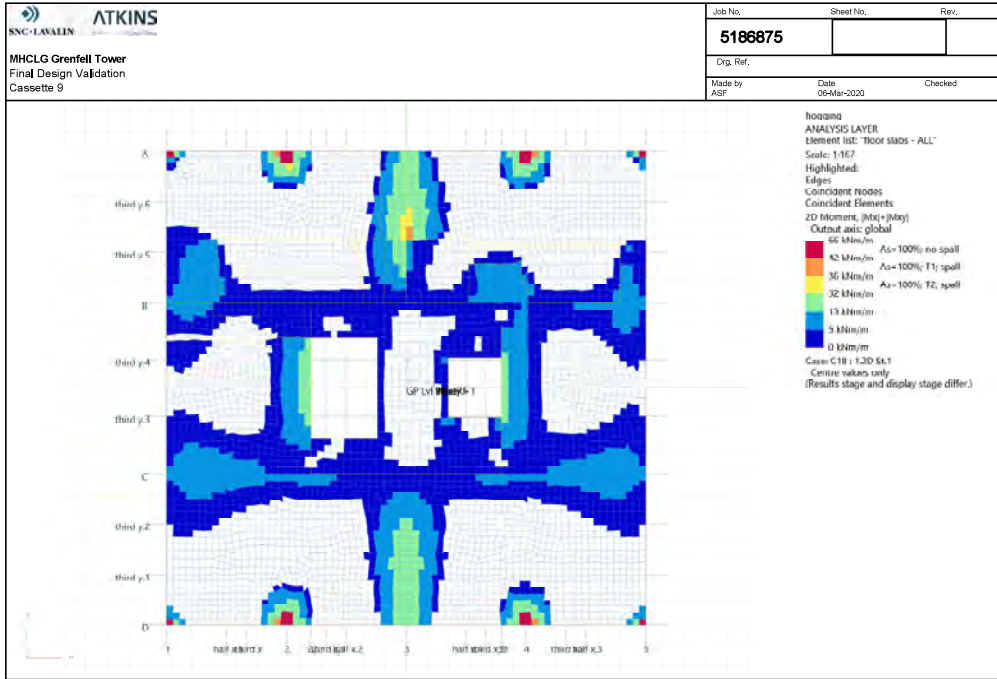 SNC·LAVALIN ATKINS
MHCLG Grenfell Tower
Final Design Validation
Cassette 9
Job No. Sheet No. Rev.
5186875
Drg. Ref.
Made by Date Checked
ASF 06-Mar-2020
hogging
ANALYSIS LAYER
Element list: "floor slabs - ALL"
Scale: 1:167
Highlighted:
Edges
Coincident Nodes
Coincident Elements
2D Moment, |Mx|+|Mxy|
Output axis: global
kNm/m As=100%; no spall
42 kNm/m As=100%; T1; spall
36 kNm/m As=100%; T2; spall
32 kNm/m
kNm/m
5 kNm/m
0 kNm/m
Case: C18 : 1.2D St.1
Centre values only
(Results stage and display stage differ.)
A
third y.6
third y.5
B
third y.4
GP Lvl
third y.3
C
third y.2
third y.1
D
1 2 3 4 5